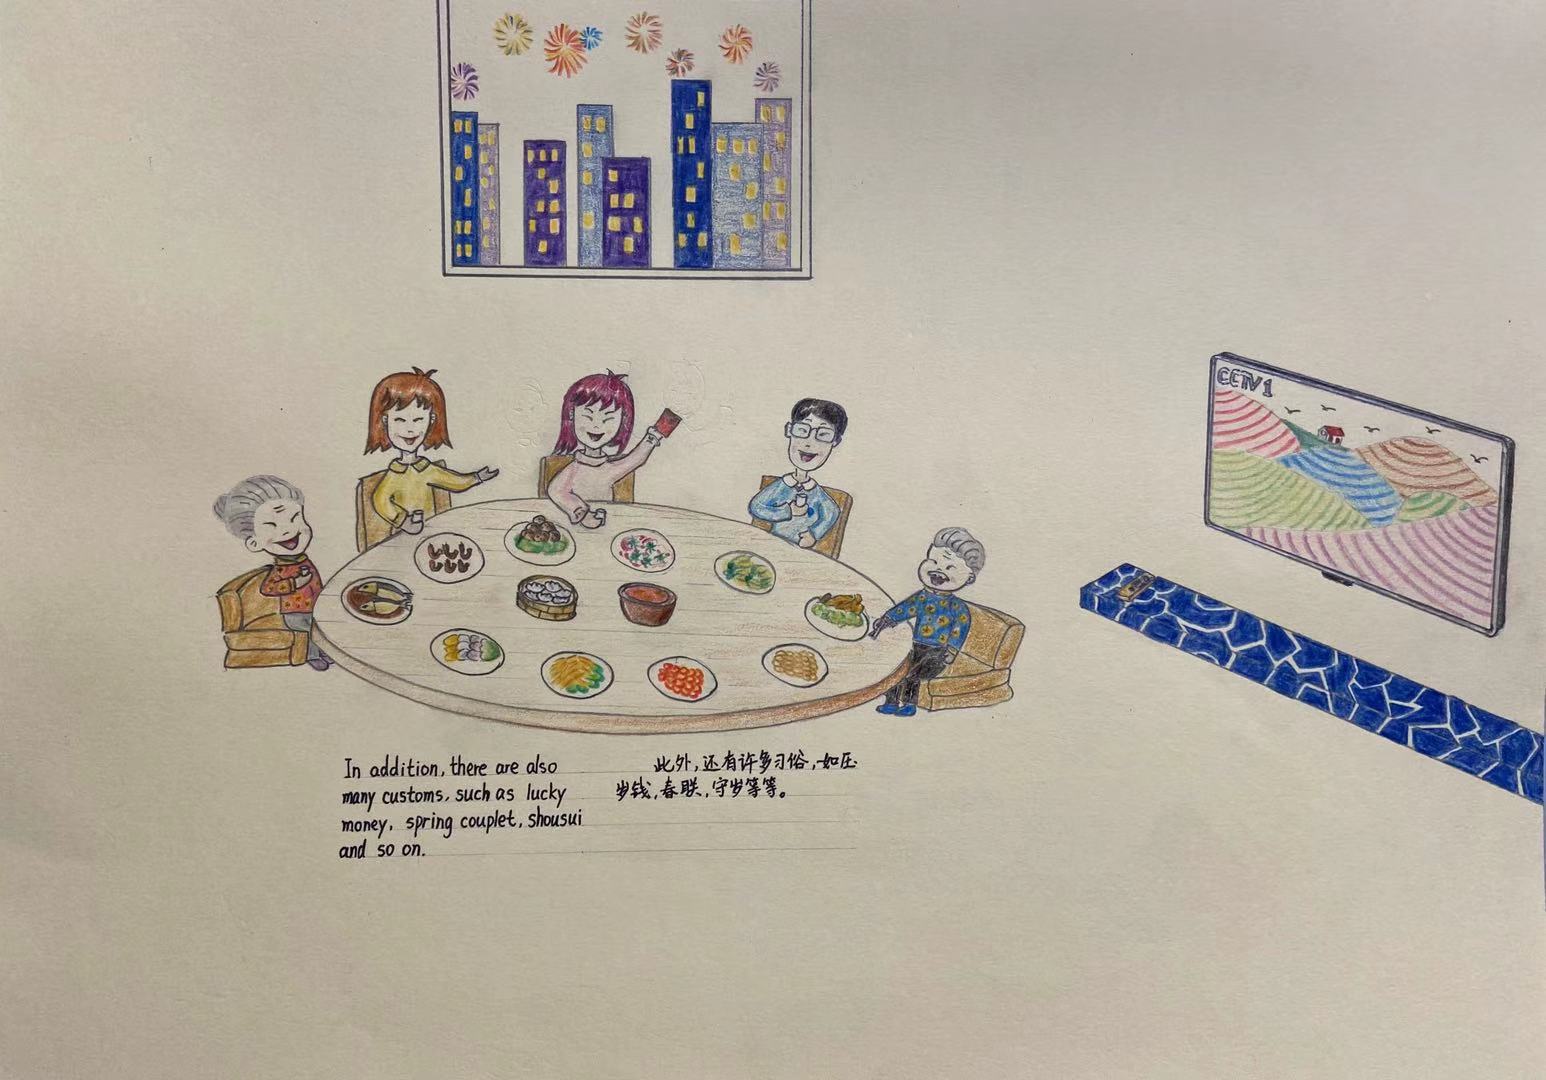 CCTV1
In addition, there are also
many customs, such as lucky
money, spring couplet, shousui
and so on.
此外,还有许多习俗,如压
岁钱,春联,守岁等等。